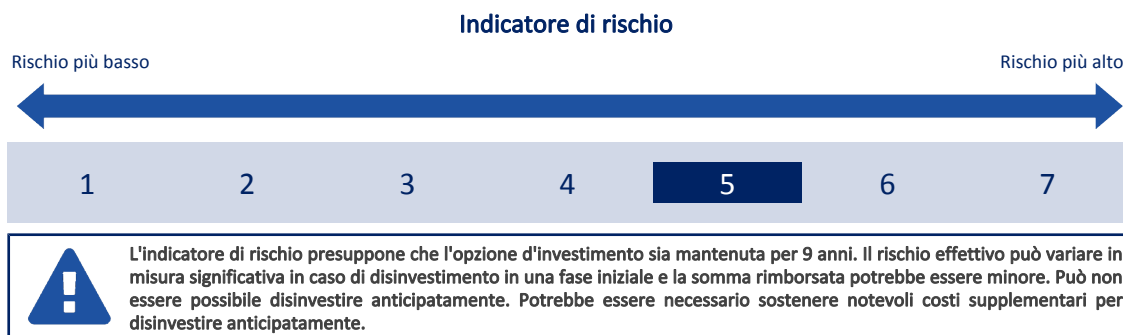 Indicatore di rischio
Rischio più basso
Rischio più alto
1 2 3 4 5 6 7
L'indicatore di rischio presuppone che l'opzione d'investimento sia mantenuta per 9 anni. Il rischio effettivo può variare in
misura significativa in caso di disinvestimento in una fase iniziale e la somma rimborsata potrebbe essere minore. Può non
essere possibile disinvestire anticipatamente. Potrebbe essere necessario sostenere notevoli costi supplementari per
disinvestire anticipatamente.